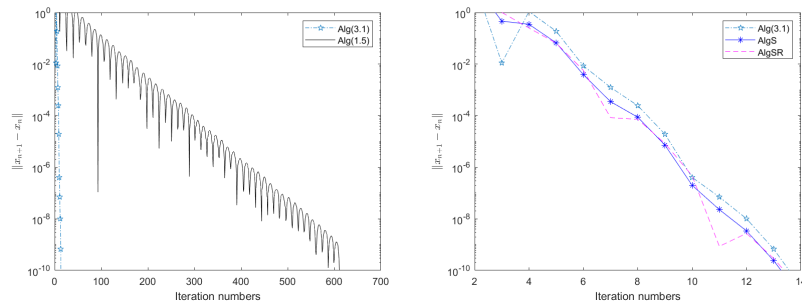 10^0
10^-2
10^-4
10^-6
10^-8
10^-10
||x_{n+1} − x_n||
0 100 200 300 400 500 600 700
Iteration numbers
Alg(3.1)
Alg(1.5)
10^0
10^-2
10^-4
10^-6
10^-8
10^-10
||x_{n+1} − x_n||
2 4 6 8 10 12 14
Iteration numbers
Alg(3.1)
AlgS
AlgSR